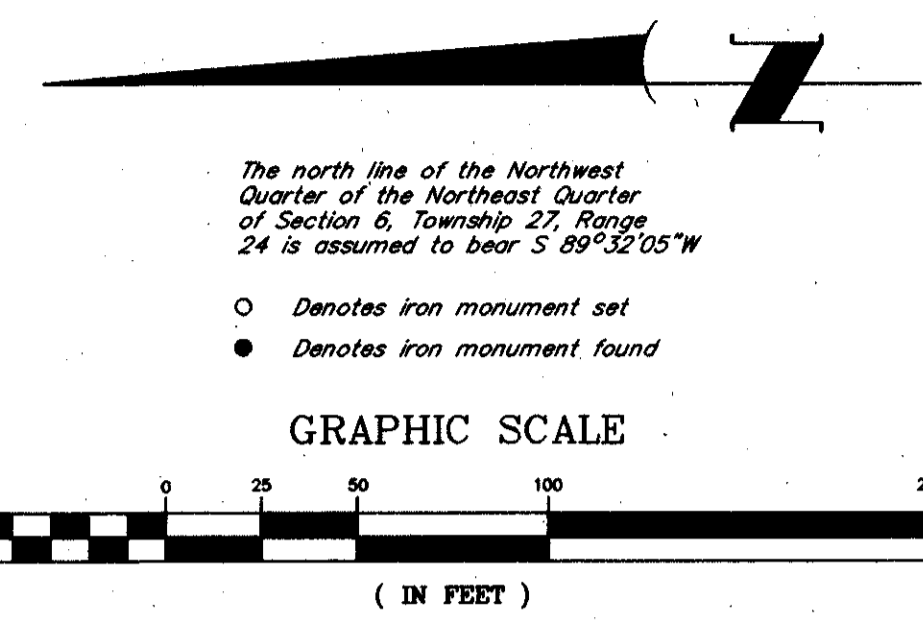 The north line of the Northwest
Quarter of the Northeast Quarter
of Section 6, Township 27, Range
24 is assumed to bear S 89°32'05"W
Denotes iron monument set
Denotes iron monument found
GRAPHIC SCALE
0 25 50 100
( IN FEET )